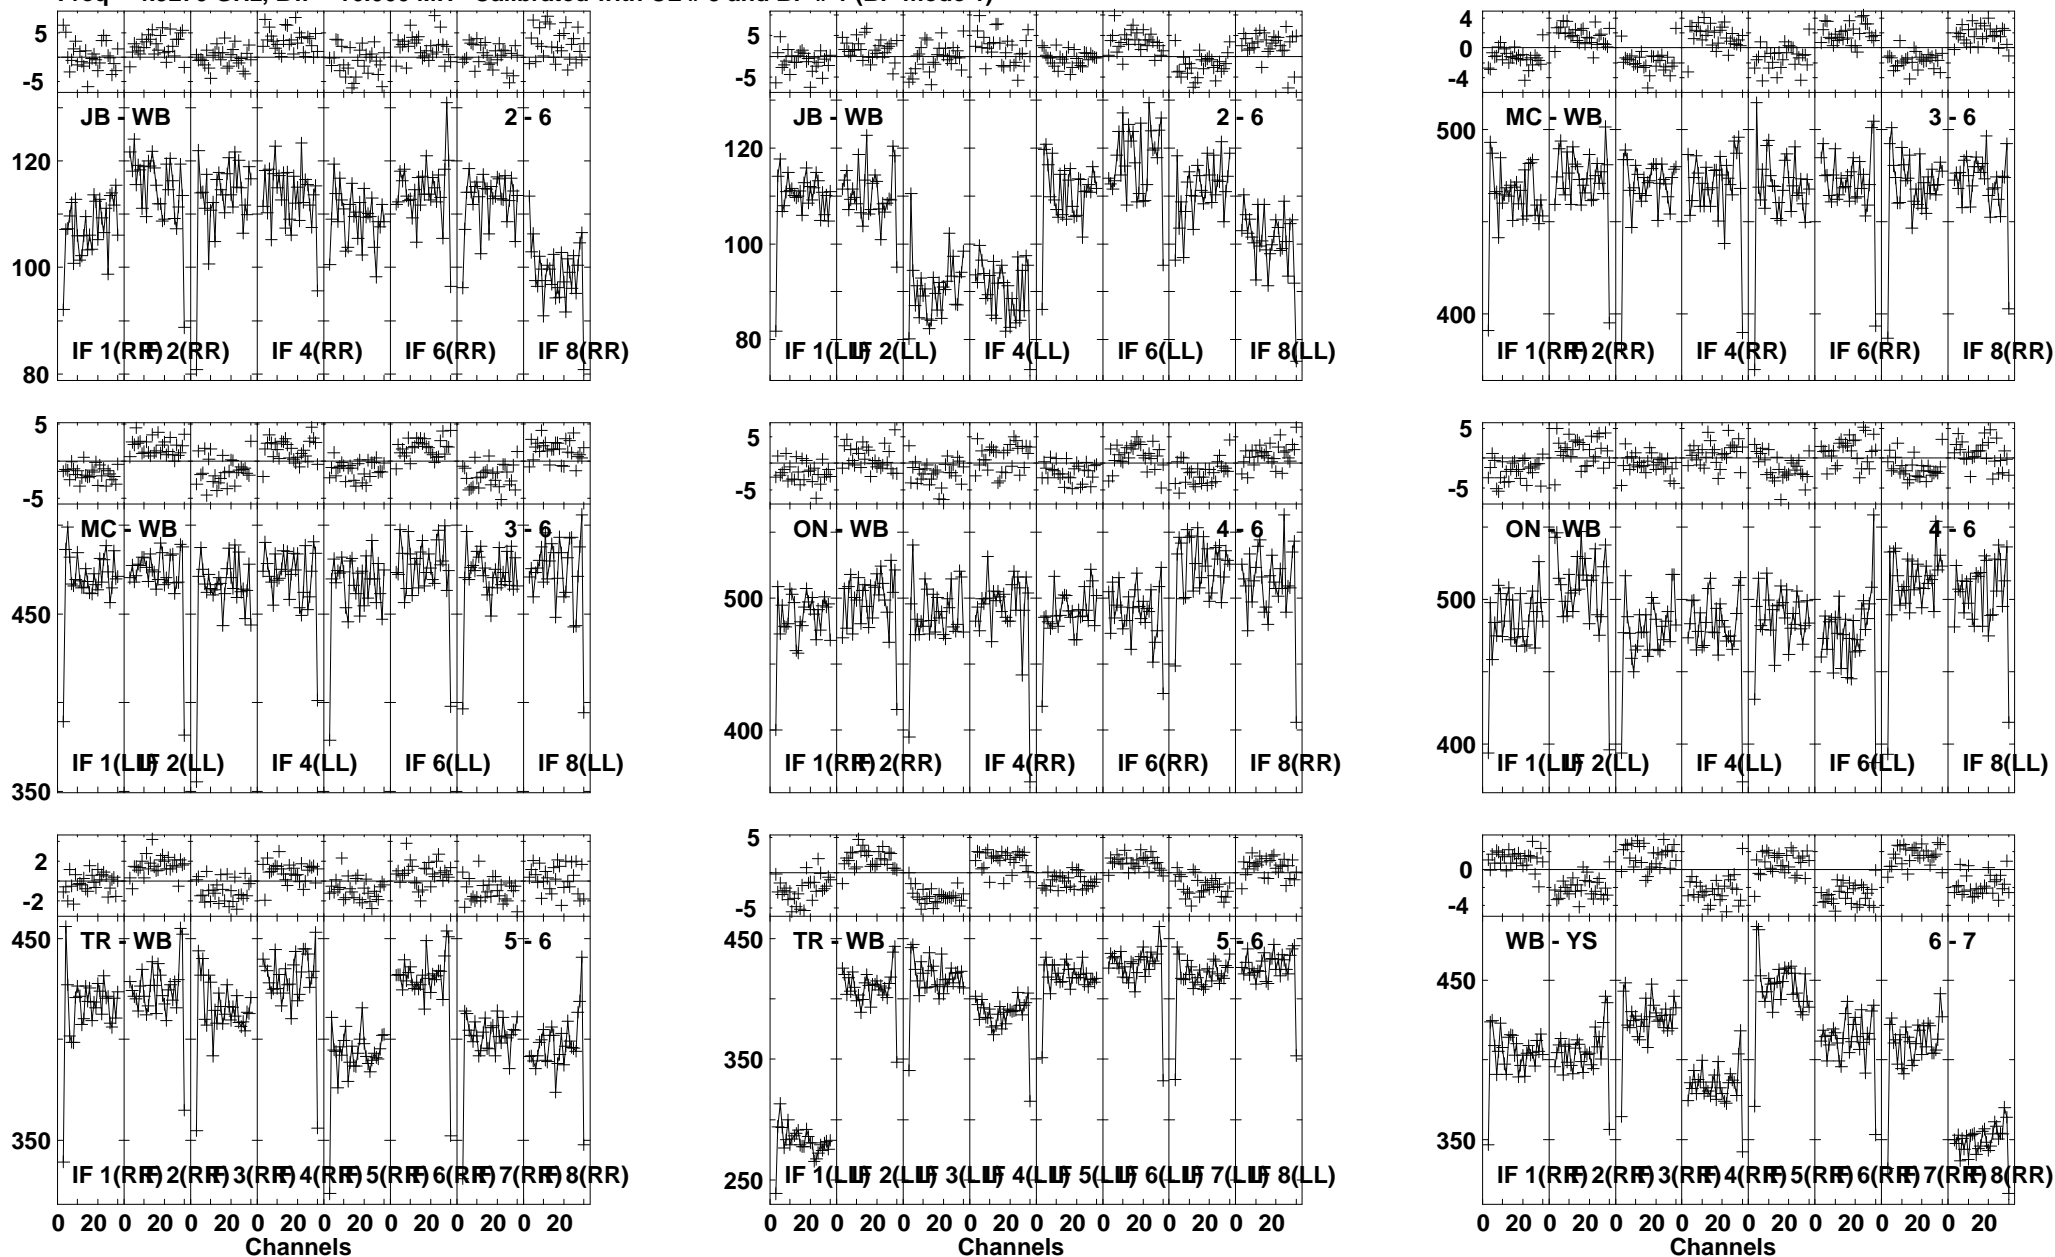 Freq = GHz, Bw = 16.000 MH Calibrated with CL # and BP # 1 (BP mode 1)
5
-5
JB - WB 2 - 6
120
100
80
IF 1(RR) IF 2(RR) IF 4(RR) IF 6(RR) IF 8(RR)
5
-5
JB - WB 2 - 6
120
100
80
IF 1(LL) IF 2(LL) IF 4(LL) IF 6(LL) IF 8(LL)
4
0
-4
MC - WB 3 - 6
500
400
IF 1(RR) IF 2(RR) IF 4(RR) IF 6(RR) IF 8(RR)
5
-5
MC - WB 3 - 6
450
350
IF 1(LL) IF 2(LL) IF 4(LL) IF 6(LL) IF 8(LL)
5
-5
ON - WB 4 - 6
500
400
IF 1(RR) IF 2(RR) IF 4(RR) IF 6(RR) IF 8(RR)
5
-5
ON - WB 4 - 6
500
400
IF 1(LL) IF 2(LL) IF 4(LL) IF 6(LL) IF 8(LL)
2
-2
TR - WB 5 - 6
450
350
IF 1(RR) IF 2(RR) IF 3(RR) IF 4(RR) IF 5(RR) IF 6(RR) IF 7(RR) IF 8(RR)
0 20 0 20 0 20 0 20 0 20 0 20 0 20 0 20
Channels
5
-5
TR - WB 5 - 6
450
350
250
IF 1(LL) IF 2(LL) IF 3(LL) IF 4(LL) IF 5(LL) IF 6(LL) IF 7(LL) IF 8(LL)
0 20 0 20 0 20 0 20 0 20 0 20 0 20 0 20
Channels
0
-4
WB - YS 6 - 7
450
350
IF 1(RR) IF 2(RR) IF 3(RR) IF 4(RR) IF 5(RR) IF 6(RR) IF 7(RR) IF 8(RR)
0 20 0 20 0 20 0 20 0 20 0 20 0 20 0 20
Channels